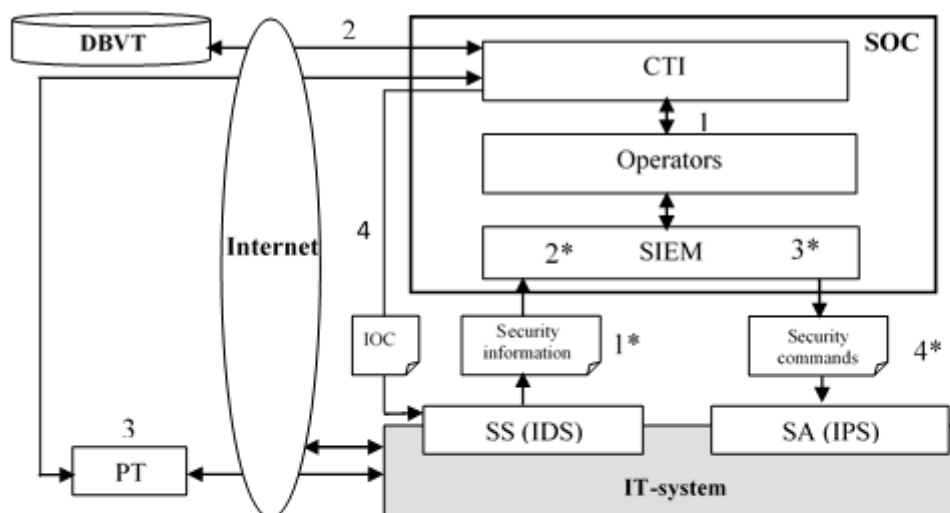 DBVT
2
SOC
CTI
1
Operators
Internet
4
2*
SIEM
3*
IOC
Security
information
1*
Security
commands
4*
3
SS (IDS)
SA (IPS)
PT
IT-system